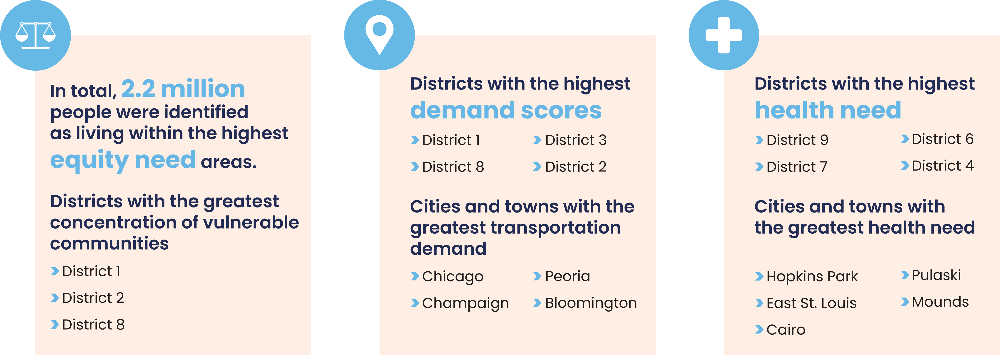 In total, 2.2 million
people were identified
as living within the highest
equity need areas.
Districts with the greatest
concentration of vulnerable
communities
District 1
District 2
District 8
Districts with the highest
demand scores
District 1
District 8
District 3
District 2
Cities and towns with the
greatest transportation
demand
Chicago
Champaign
Peoria
Bloomington
Districts with the highest
health need
District 9
District 7
District 6
District 4
Cities and towns with
the greatest health need
Hopkins Park
East St. Louis
Cairo
Pulaski
Mounds